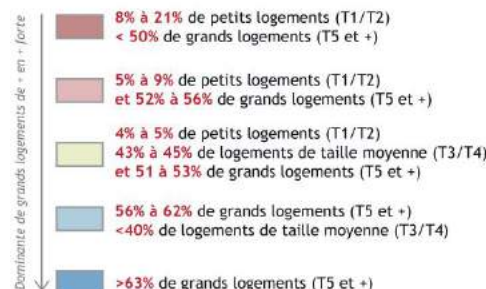 Dominante de grands logements de + en + forte
8% à 21% de petits logements (T1/T2)
< 50% de grands logements (T5 et +)
5% à 9% de petits logements (T1/T2)
et 52% à 56% de grands logements (T5 et +)
4% à 5% de petits logements (T1/T2)
43% à 45% de logements de taille moyenne (T3/T4)
et 51 à 53% de grands logements (T5 et +)
56% à 62% de grands logements (T5 et +)
<40% de logements de taille moyenne (T3/T4)
>63% de grands logements (T5 et +)